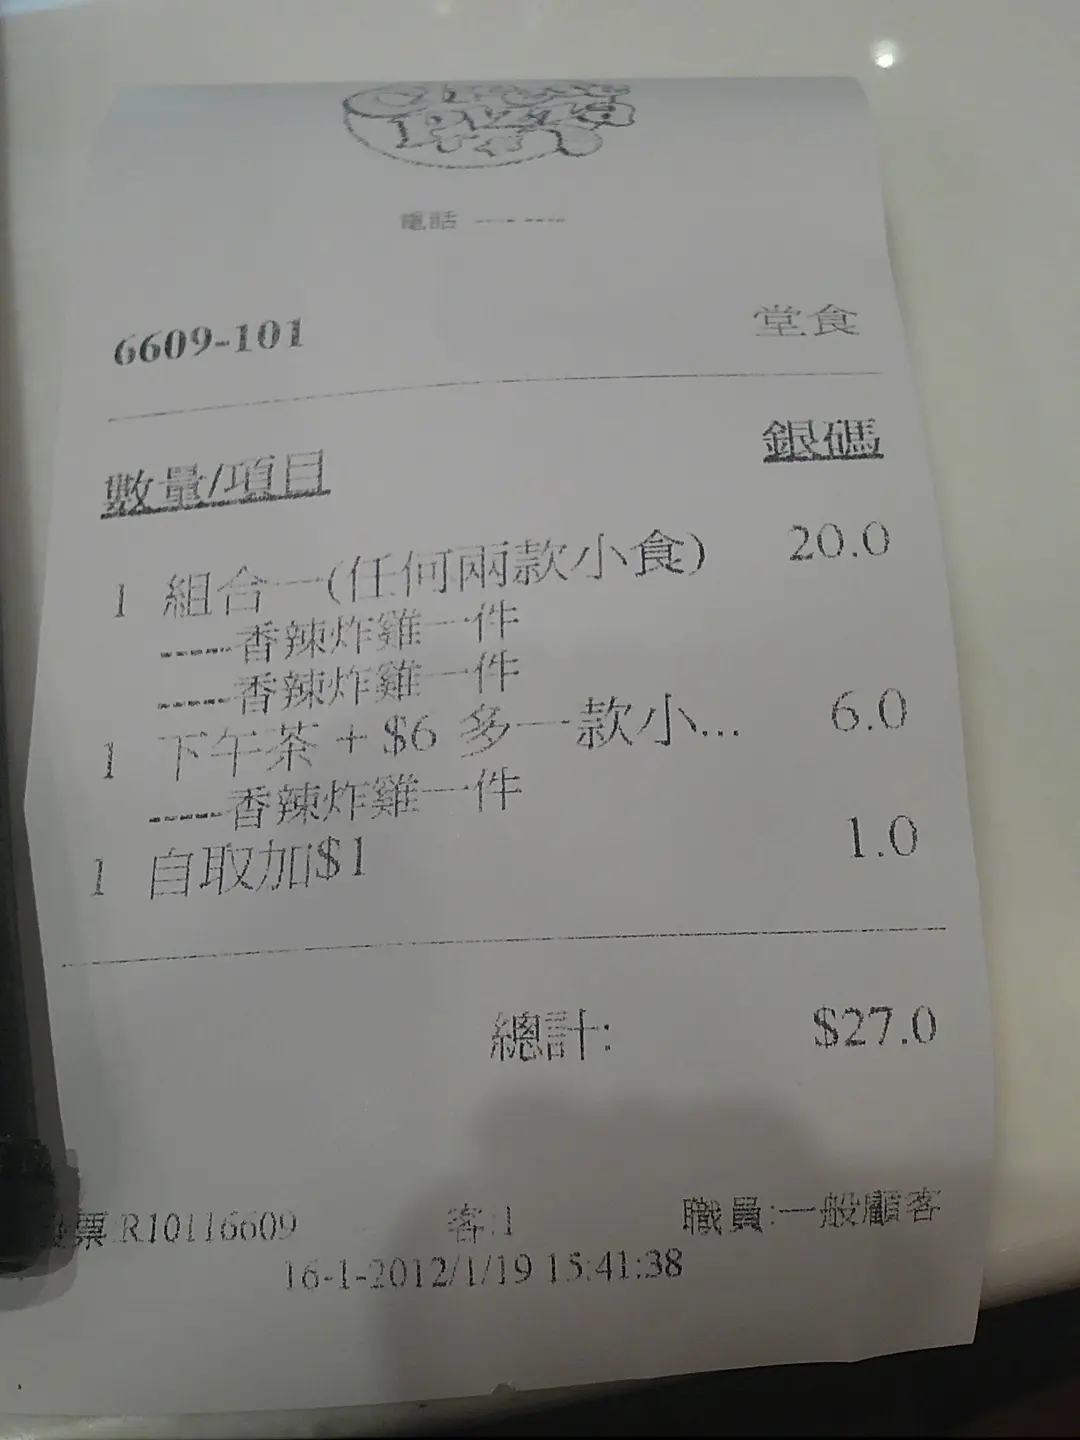 電話 ---- ----
6609-101 堂食
數量/項目 銀碼
1 組合一(任何兩款小食) 20.0
----香辣炸雞一件
----香辣炸雞一件
1 下午茶 + $6 多一款小... 6.0
----香辣炸雞一件
1 自取加$1 1.0
總計: $27.0
票:R10116609 客:1 職員:一般顧客
16-1-2012/1/19 15:41:38